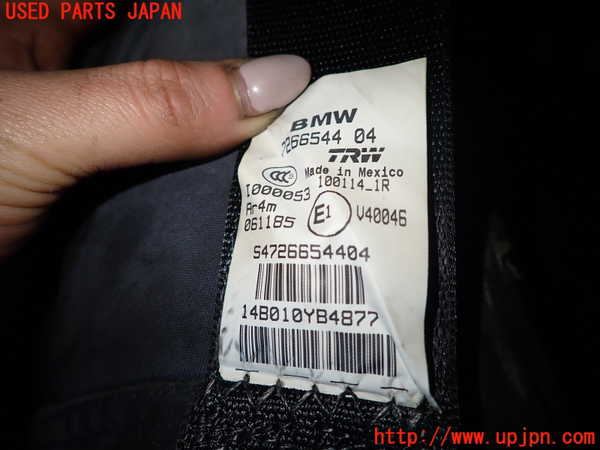 USED PARTS JAPAN
BMW
7266544 04
TRW
CCC
Made in Mexico
I000053
100114_1R
Ar4m
061185
E1
V40046
S4726654404
14B010YB4877
http://www.upjpn.com